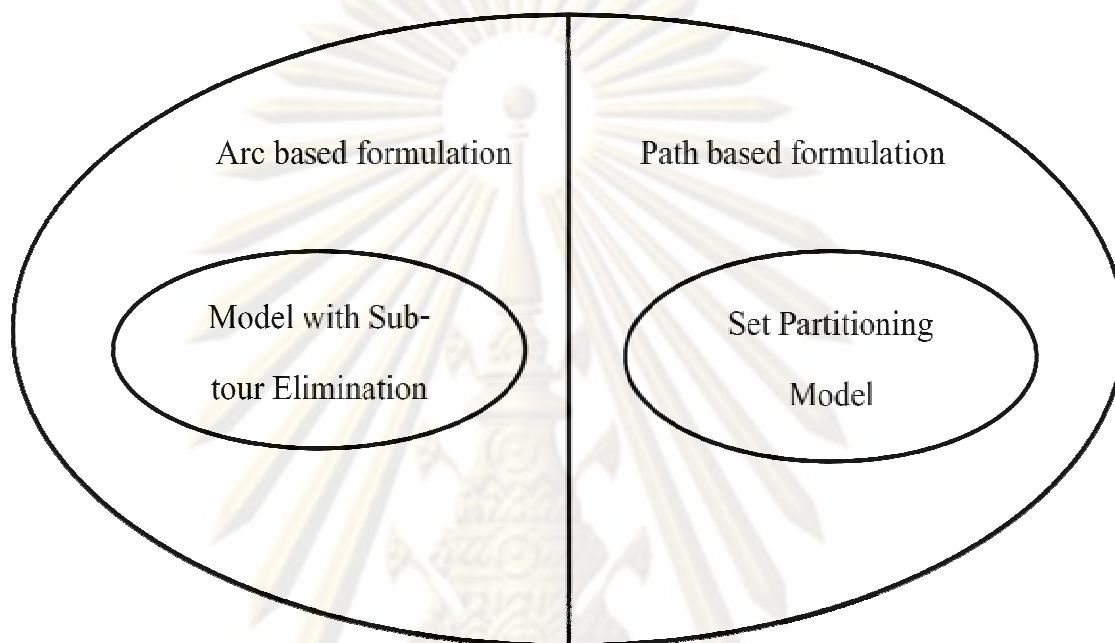 Arc based formulation
Path based formulation
Model with Sub-
tour Elimination
Set Partitioning
Model